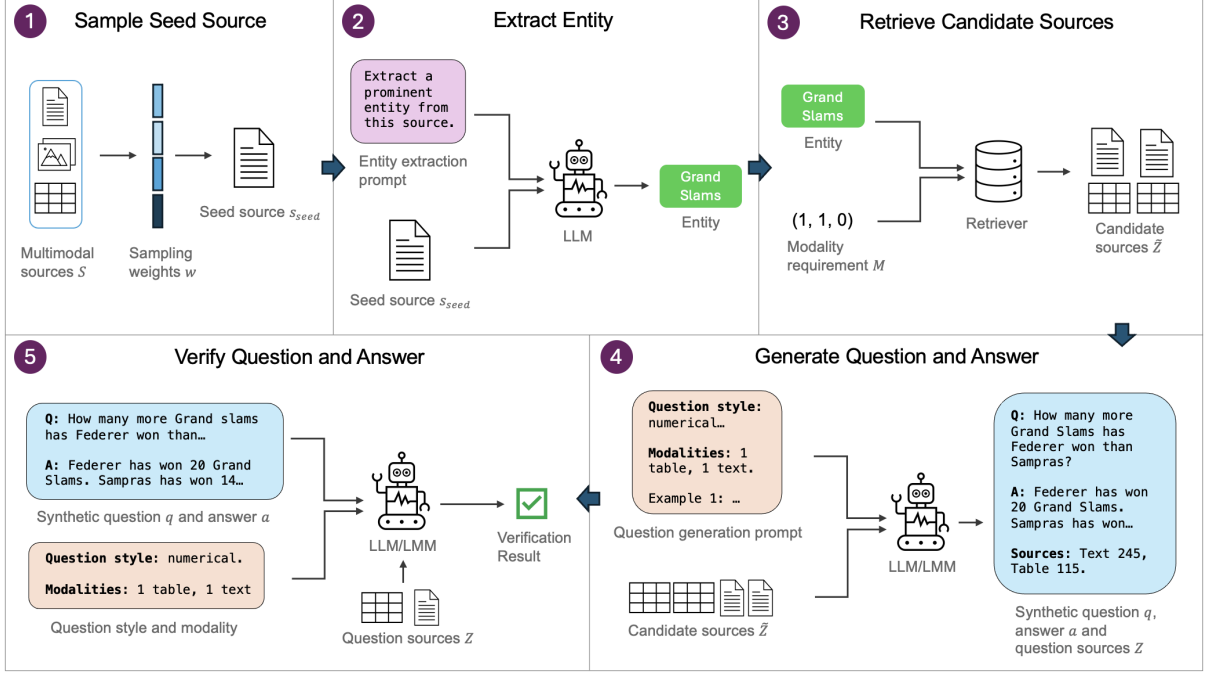 1 Sample Seed Source
Multimodal
sources S
Sampling
weights w
Seed source s_seed
2 Extract Entity
Extract a
prominent
entity from
this source.
Entity extraction
prompt
Seed source s_seed
LLM
Grand
Slams
Entity
3 Retrieve Candidate Sources
Grand
Slams
Entity
(1, 1, 0)
Modality
requirement M
Retriever
Candidate
sources Z̃
5 Verify Question and Answer
Q: How many more Grand slams
has Federer won than…
A: Federer has won 20 Grand
Slams. Sampras has won 14…
Synthetic question q and answer a
Question style: numerical.
Modalities: 1 table, 1 text
Question style and modality
LLM/LMM
Question sources Z
Verification
Result
4 Generate Question and Answer
Question style:
numerical…
Modalities: 1
table, 1 text.
Example 1: …
Question generation prompt
Candidate sources Z̃
LLM/LMM
Q: How many more
Grand Slams has
Federer won than
Sampras?
A: Federer has won
20 Grand Slams.
Sampras has won…
Sources: Text 245,
Table 115.
Synthetic question q,
answer a and
question sources Z